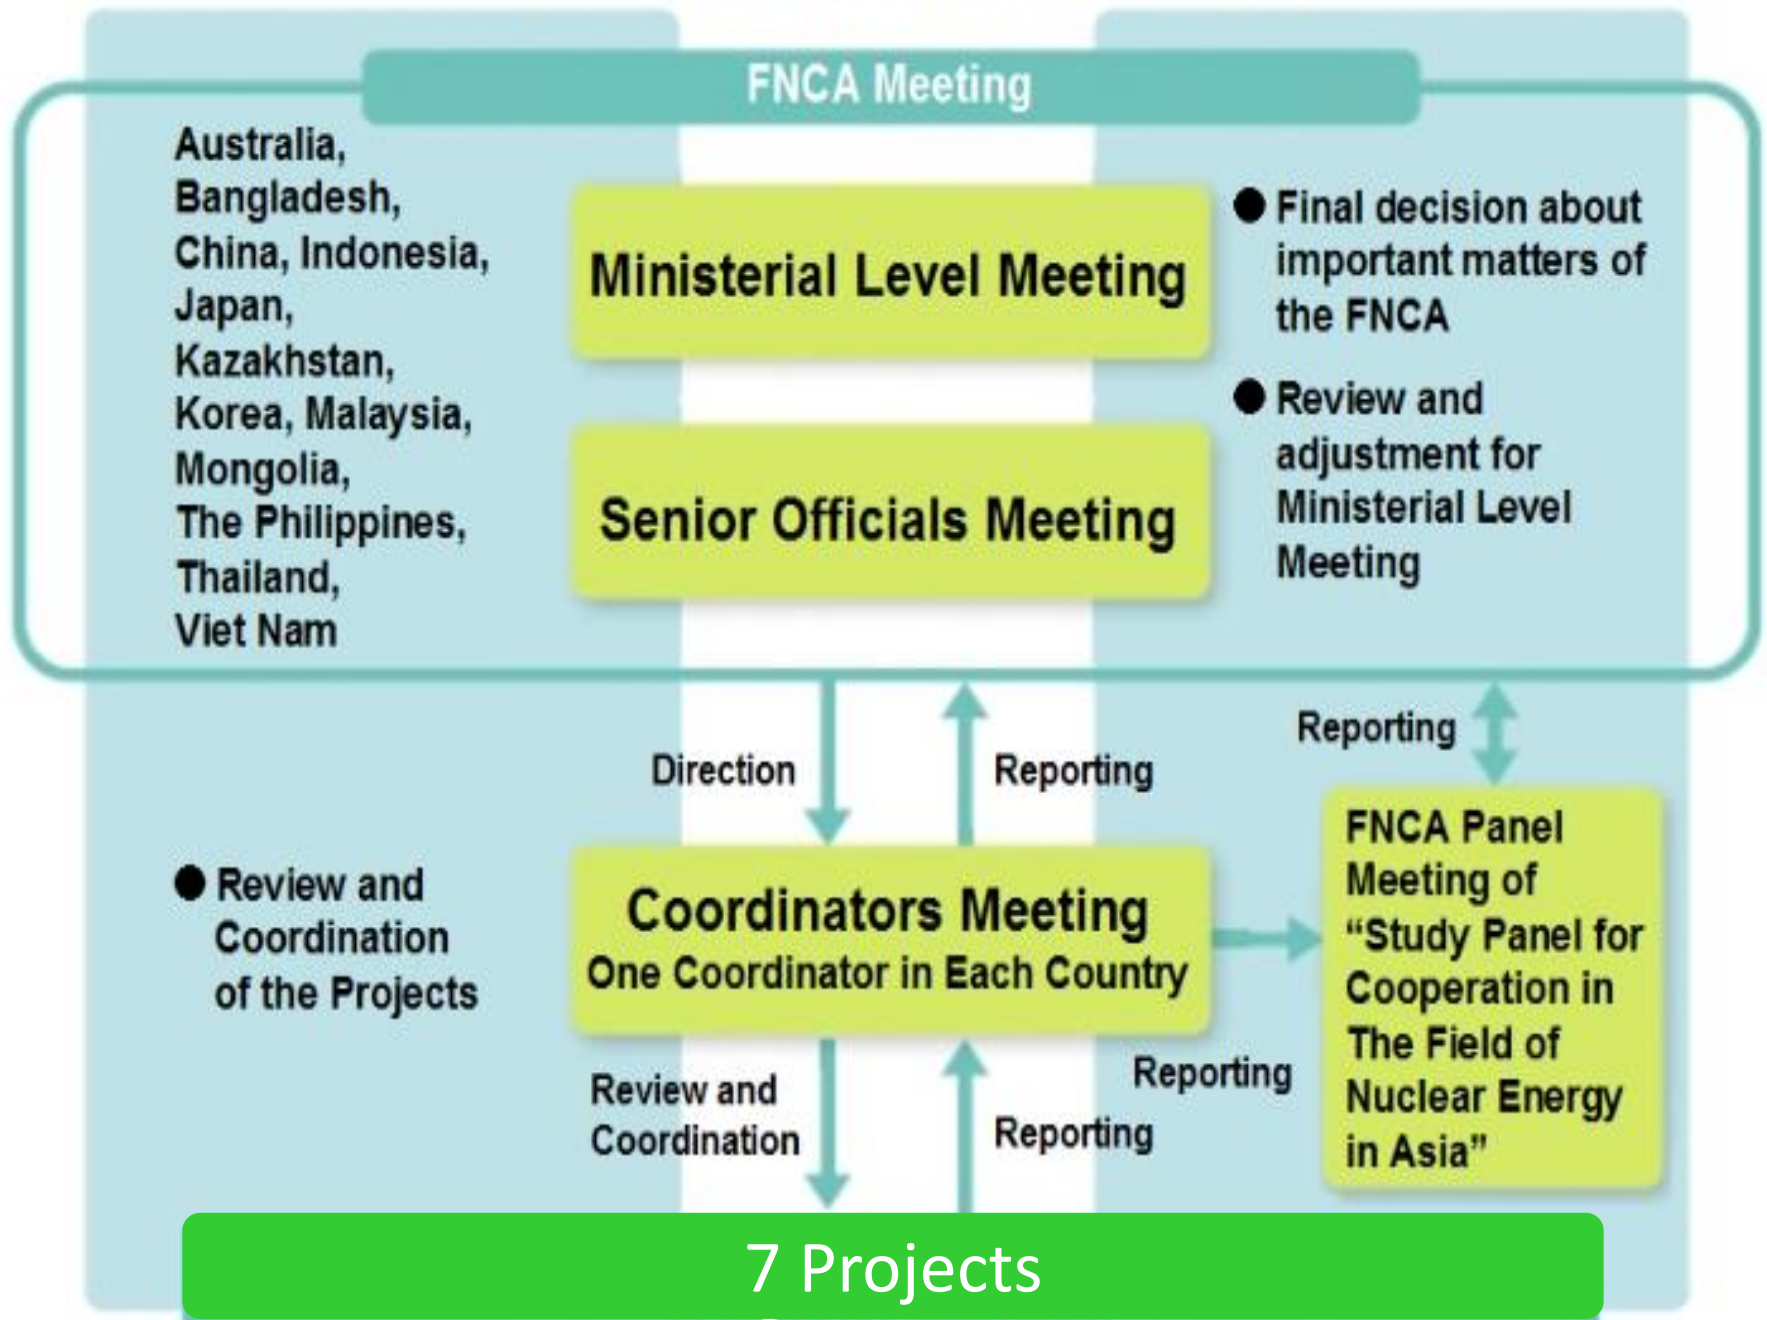 FNCA Meeting
Australia,
Bangladesh,
China, Indonesia,
Japan,
Kazakhstan,
Korea, Malaysia,
Mongolia,
The Philippines,
Thailand,
Viet Nam
Ministerial Level Meeting
● Final decision about
important matters of
the FNCA
Senior Officials Meeting
● Review and
adjustment for
Ministerial Level
Meeting
Direction
Reporting
Reporting
● Review and
Coordination
of the Projects
Coordinators Meeting
One Coordinator in Each Country
FNCA Panel
Meeting of
“Study Panel for
Cooperation in
The Field of
Nuclear Energy
in Asia”
Review and
Coordination
Reporting
Reporting
7 Projects